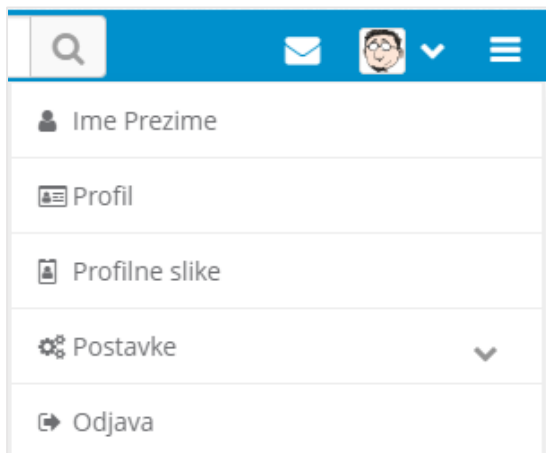 Ime Prezime
Profil
Profilne slike
Postavke
Odjava